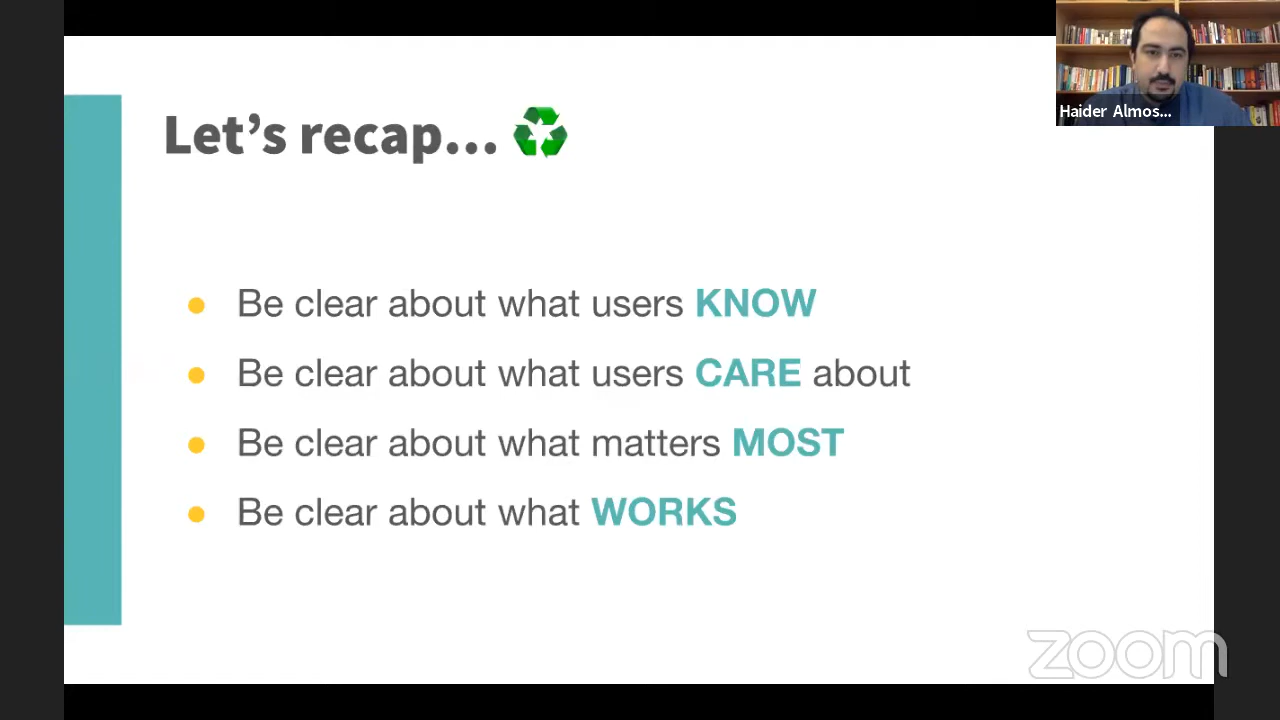 Let's recap...
Haider Almos...
Be clear about what users KNOW
Be clear about what users CARE about
Be clear about what matters MOST
Be clear about what WORKS
zoom